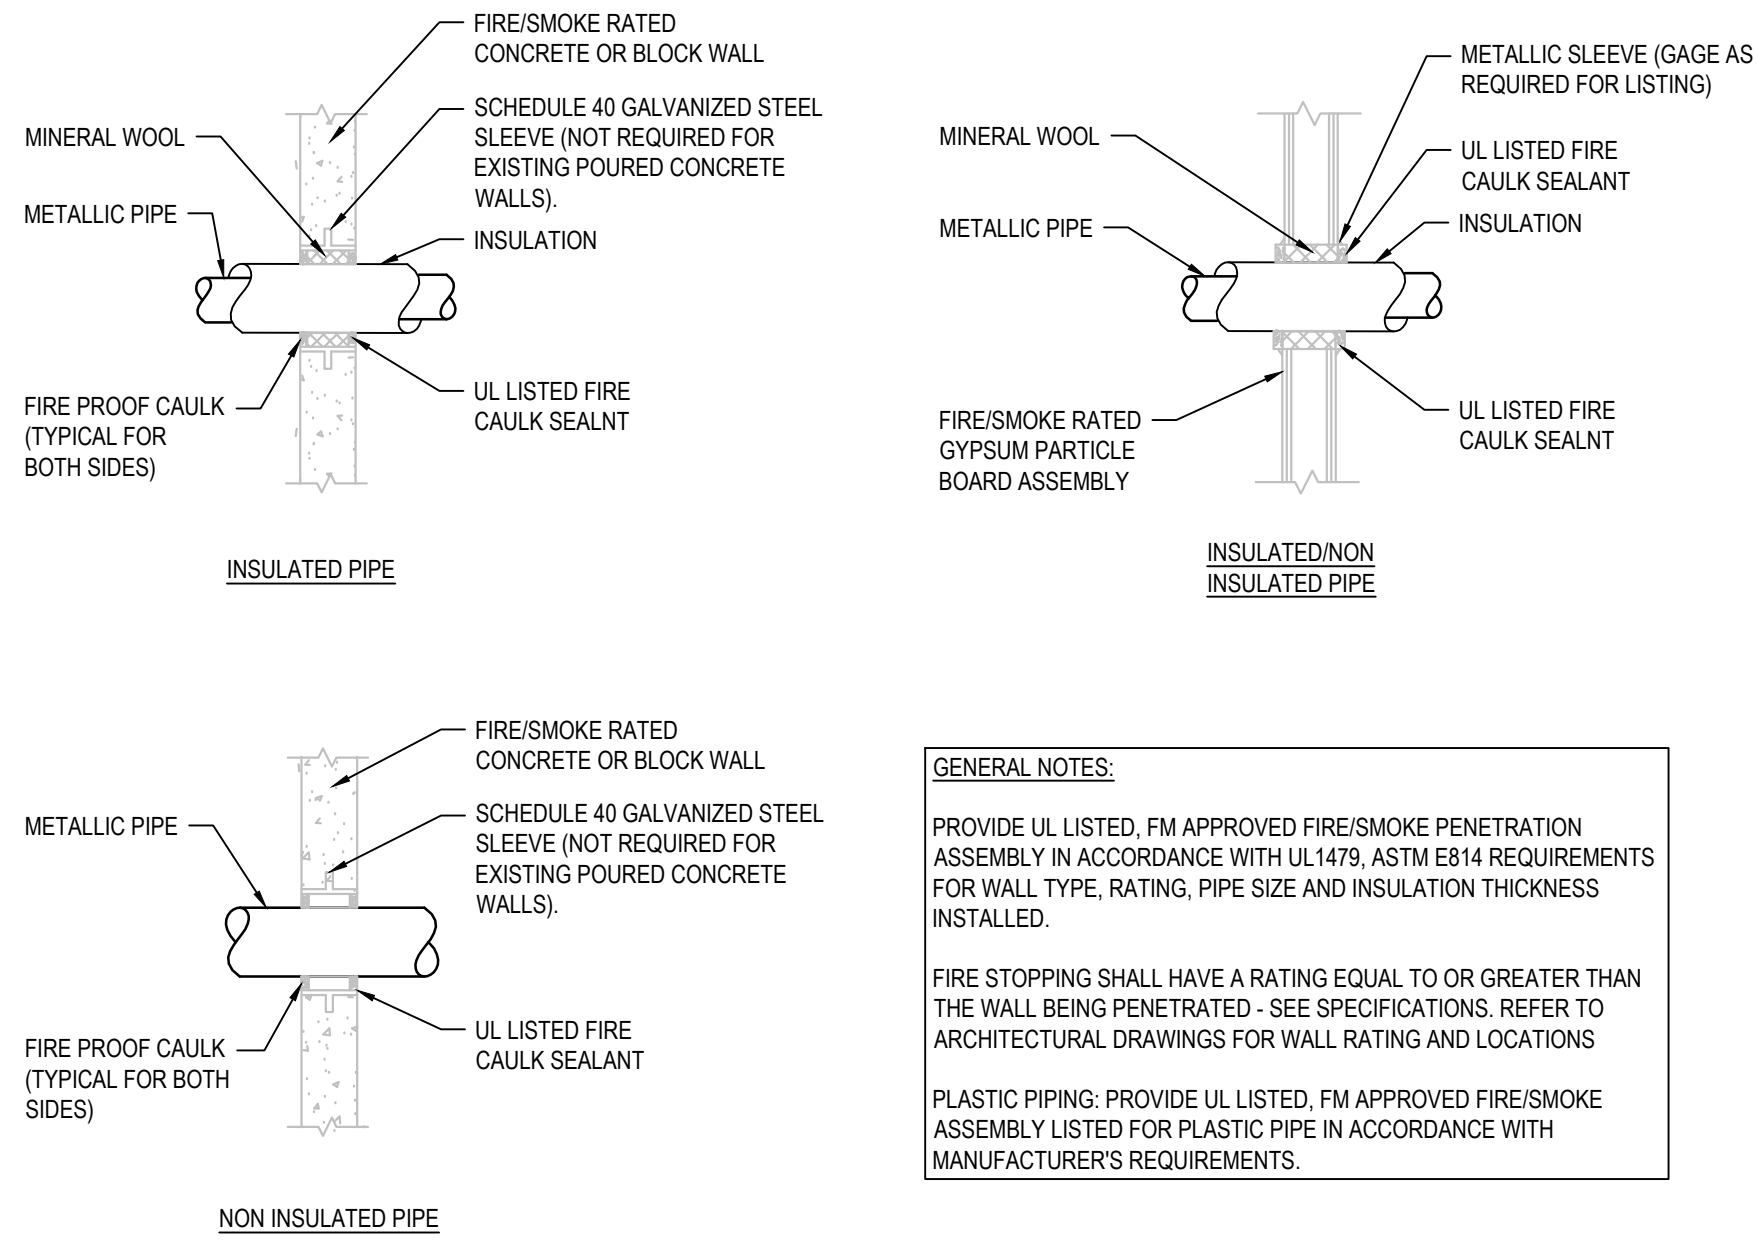 FIRE/SMOKE RATED
CONCRETE OR BLOCK WALL
SCHEDULE 40 GALVANIZED STEEL
SLEEVE (NOT REQUIRED FOR
EXISTING POURED CONCRETE
WALLS).
MINERAL WOOL
METALLIC PIPE
INSULATION
FIRE PROOF CAULK
(TYPICAL FOR
BOTH SIDES)
UL LISTED FIRE
CAULK SEALNT
INSULATED PIPE
METALLIC SLEEVE (GAGE AS
REQUIRED FOR LISTING)
MINERAL WOOL
UL LISTED FIRE
CAULK SEALANT
METALLIC PIPE
INSULATION
FIRE/SMOKE RATED
GYPSUM PARTICLE
BOARD ASSEMBLY
UL LISTED FIRE
CAULK SEALNT
INSULATED/NON
INSULATED PIPE
FIRE/SMOKE RATED
CONCRETE OR BLOCK WALL
SCHEDULE 40 GALVANIZED STEEL
SLEEVE (NOT REQUIRED FOR
EXISTING POURED CONCRETE
WALLS).
METALLIC PIPE
FIRE PROOF CAULK
(TYPICAL FOR BOTH
SIDES)
UL LISTED FIRE
CAULK SEALANT
NON INSULATED PIPE
GENERAL NOTES:
PROVIDE UL LISTED, FM APPROVED FIRE/SMOKE PENETRATION
ASSEMBLY IN ACCORDANCE WITH UL1479, ASTM E814 REQUIREMENTS
FOR WALL TYPE, RATING, PIPE SIZE AND INSULATION THICKNESS
INSTALLED.
FIRE STOPPING SHALL HAVE A RATING EQUAL TO OR GREATER THAN
THE WALL BEING PENETRATED - SEE SPECIFICATIONS. REFER TO
ARCHITECTURAL DRAWINGS FOR WALL RATING AND LOCATIONS
PLASTIC PIPING: PROVIDE UL LISTED, FM APPROVED FIRE/SMOKE
ASSEMBLY LISTED FOR PLASTIC PIPE IN ACCORDANCE WITH
MANUFACTURER'S REQUIREMENTS.